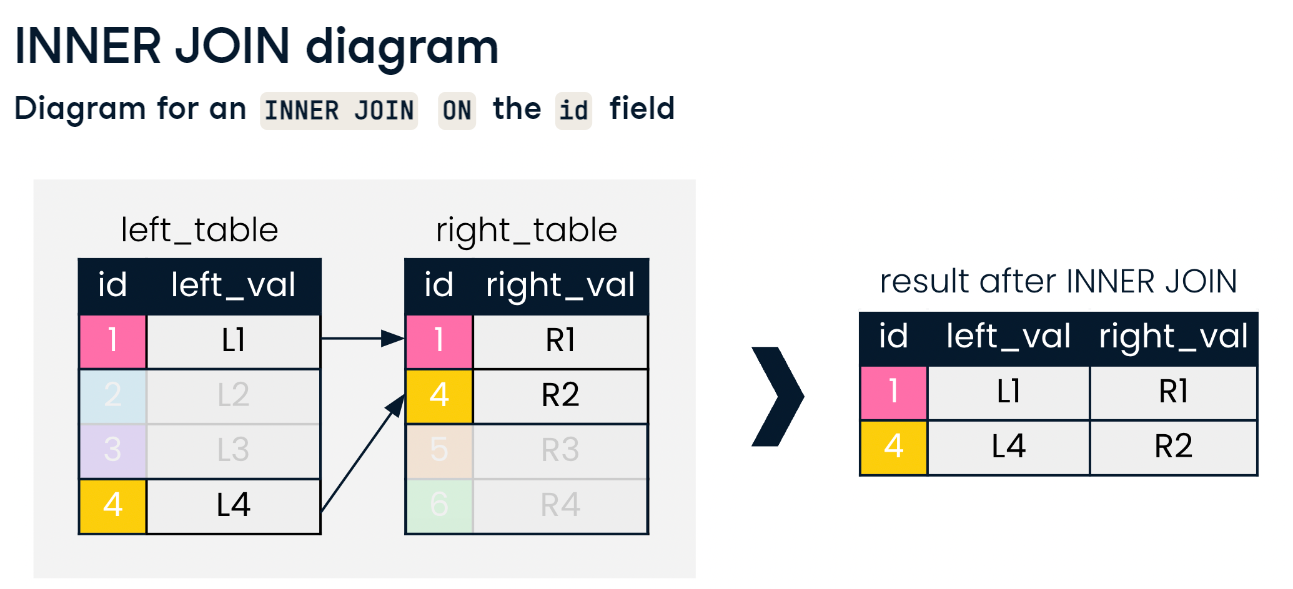 INNER JOIN diagram
Diagram for an INNER JOIN ON the id field
left_table
id left_val
1 L1
2 L2
3 L3
4 L4
right_table
id right_val
1 R1
4 R2
5 R3
6 R4
result after INNER JOIN
id left_val right_val
1 L1 R1
4 L4 R2